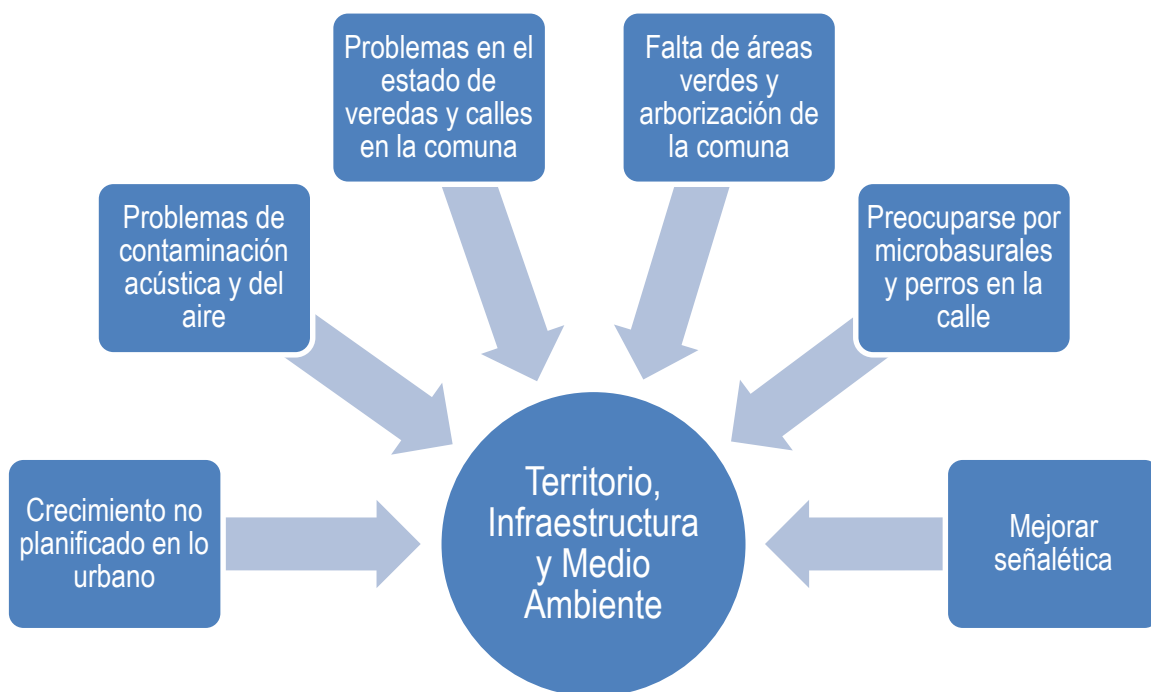 Problemas en el
estado de
veredas y calles
en la comuna
Falta de áreas
verdes y
arborización de
la comuna
Problemas de
contaminación
acústica y del
aire
Preocuparse por
microbasurales
y perros en la
calle
Crecimiento no
planificado en lo
urbano
Territorio,
Infraestructura
y Medio
Ambiente
Mejorar
señalética